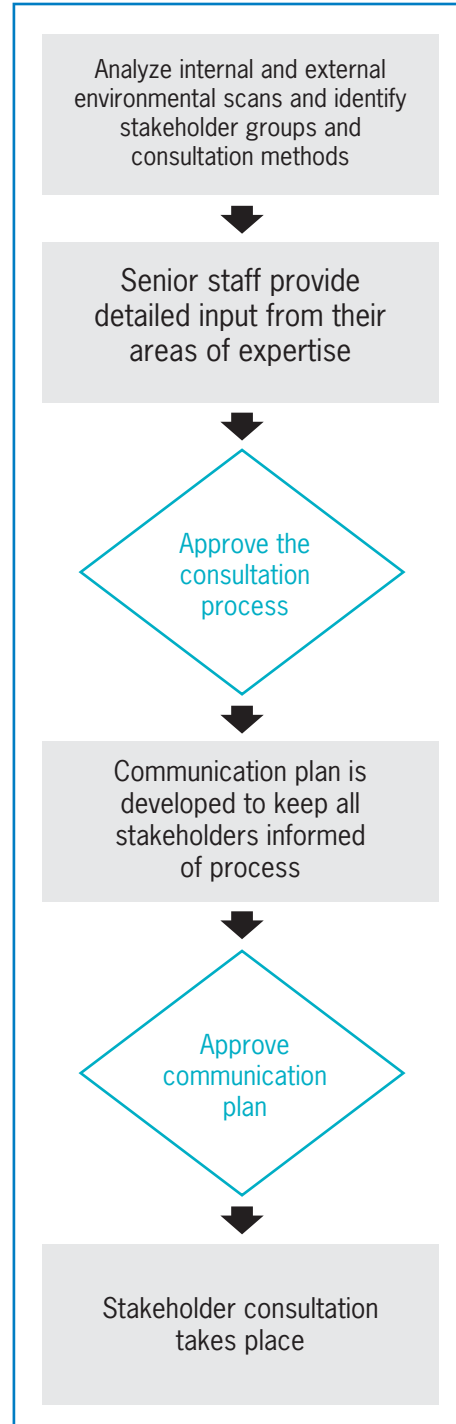 Analyze internal and external
environmental scans and identify
stakeholder groups and
consultation methods
Senior staff provide
detailed input from their
areas of expertise
Approve the
consultation
process
Communication plan is
developed to keep all
stakeholders informed
of process
Approve
communication
plan
Stakeholder consultation
takes place